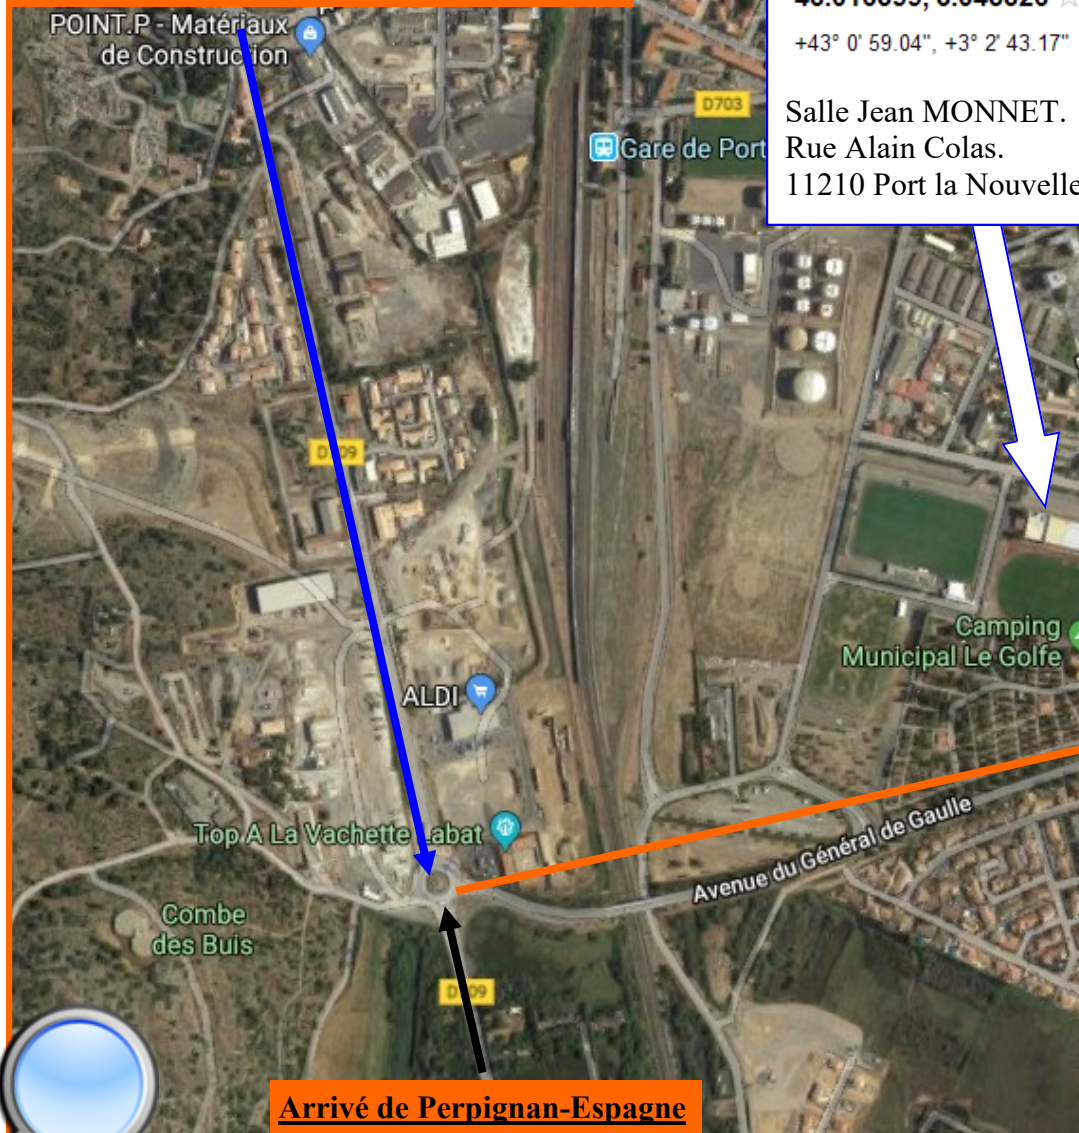 POINT.P - Matériaux
de Construction
+43° 0' 59.04", +3° 2' 43.17"
Salle Jean MONNET.
Rue Alain Colas.
11210 Port la Nouvelle
D703
Gare de Port
Camping
Municipal Le Golfe
ALDI
Top A La Vachette Labat
Avenue du Général de Gaulle
Combe
des Buis
Arrivé de Perpignan-Espagne